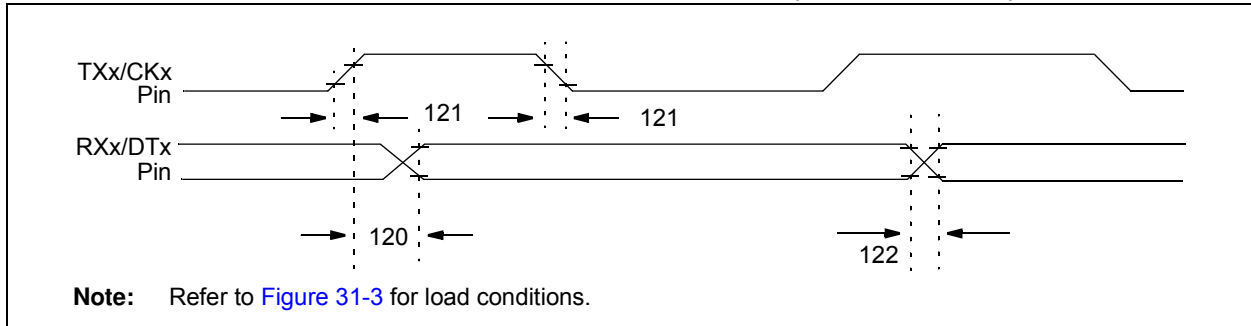 TXx/CKx
Pin
121
121
RXx/DTx
Pin
120
122
Note: Refer to Figure 31-3 for load conditions.